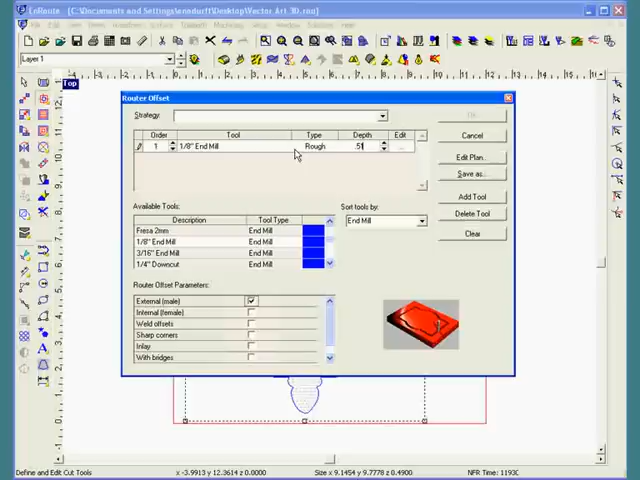 EnRoute - [C:\Documents and Settings\arndorff\Desktop\Vector Art 3D.rou]
Layer 1
Top
Router Offset
Strategy:
Ok
Cancel
Order Tool Type Depth Edit
1 1/8" End Mill Rough .51 ...
Edit Plan...
Save as...
Add Tool
Delete Tool
Clear
Available Tools: Sort tools by:
Description Tool Type End Mill
Fresa 2mm End Mill
1/8" End Mill End Mill
3/16" End Mill End Mill
1/4" Downcut End Mill
Router Offset Parameters:
External (male)
Internal (female)
Weld offsets
Sharp corners
Inlay
With bridges
Define and Edit Cut Tools x -3.9913 y 12.3614 z 0.0000 Size x 9.1454 y 9.7778 z 0.4900 NFR Time: 1193